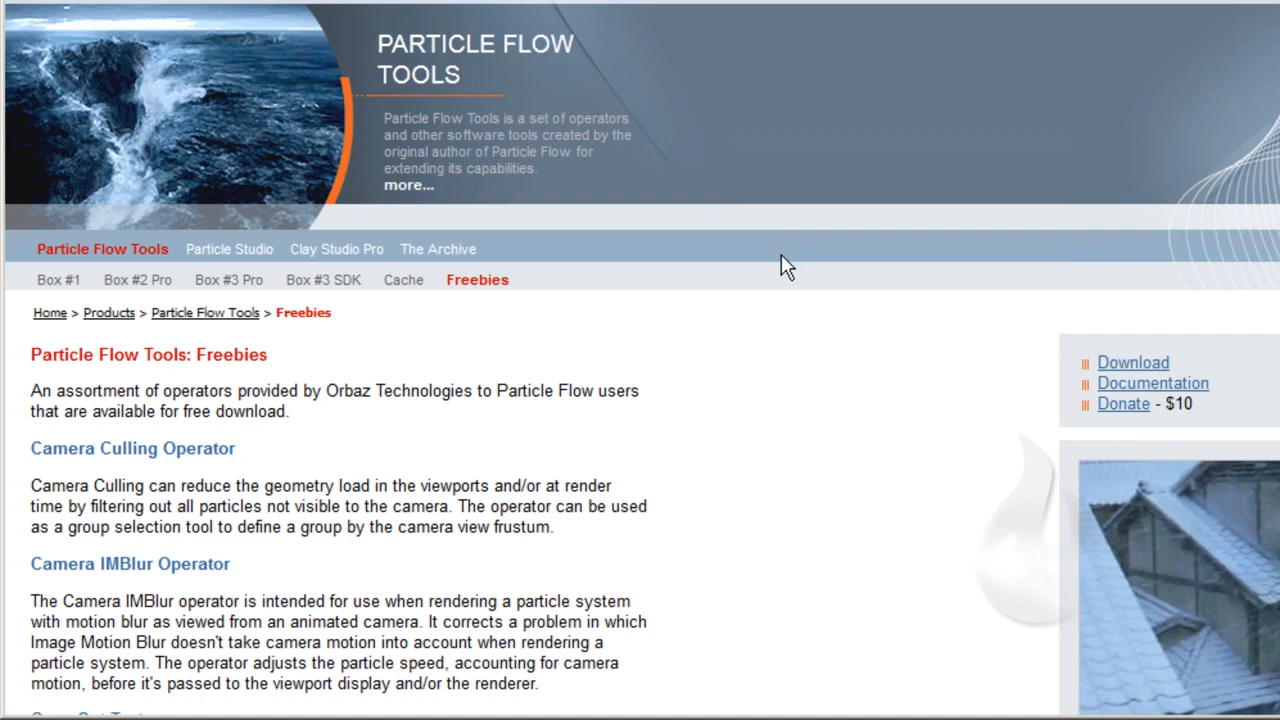 PARTICLE FLOW
TOOLS
Particle Flow Tools is a set of operators
and other software tools created by the
original author of Particle Flow for
extending its capabilities.
more...
Particle Flow Tools Particle Studio Clay Studio Pro The Archive
Box #1 Box #2 Pro Box #3 Pro Box #3 SDK Cache Freebies
Home > Products > Particle Flow Tools > Freebies
Particle Flow Tools: Freebies
An assortment of operators provided by Orbaz Technologies to Particle Flow users
that are available for free download.
Camera Culling Operator
Camera Culling can reduce the geometry load in the viewports and/or at render
time by filtering out all particles not visible to the camera. The operator can be used
as a group selection tool to define a group by the camera view frustum.
Camera IMBlur Operator
The Camera IMBlur operator is intended for use when rendering a particle system
with motion blur as viewed from an animated camera. It corrects a problem in which
Image Motion Blur doesn't take camera motion into account when rendering a
particle system. The operator adjusts the particle speed, accounting for camera
motion, before it's passed to the viewport display and/or the renderer.
Download
Documentation
Donate - $10